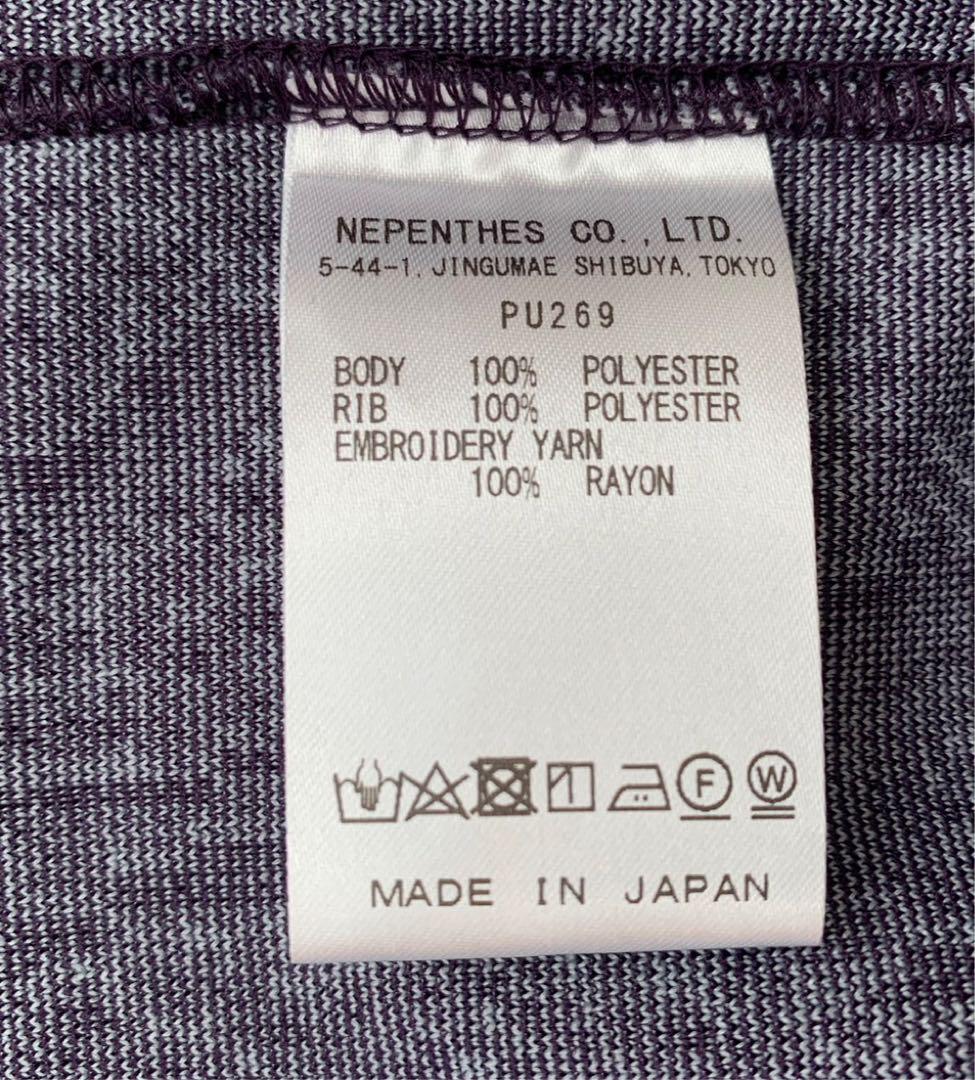 NEPENTHES CO.,LTD.
5-44-1, JINGUMAE SHIBUYA, TOKYO
PU269
BODY 100% POLYESTER
RIB 100% POLYESTER
EMBROIDERY YARN
100% RAYON
F W
MADE IN JAPAN